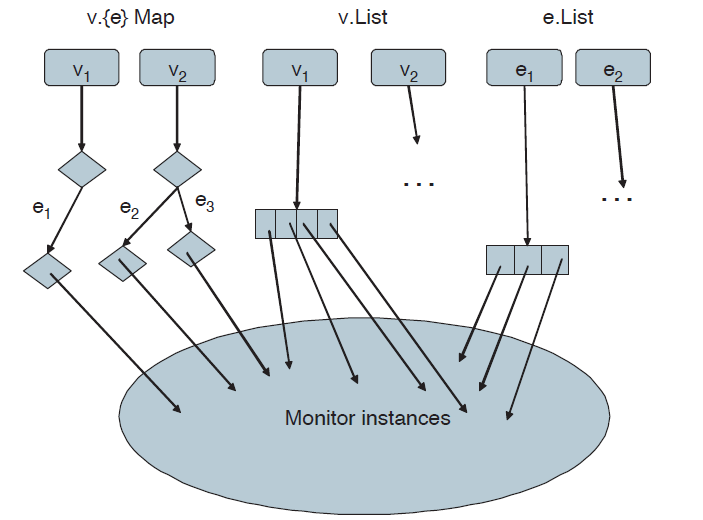 v.{e} Map v.List e.List
v₁ v₂ v₁ v₂ e₁ e₂
...
...
e₁ e₂ e₃
Monitor instances